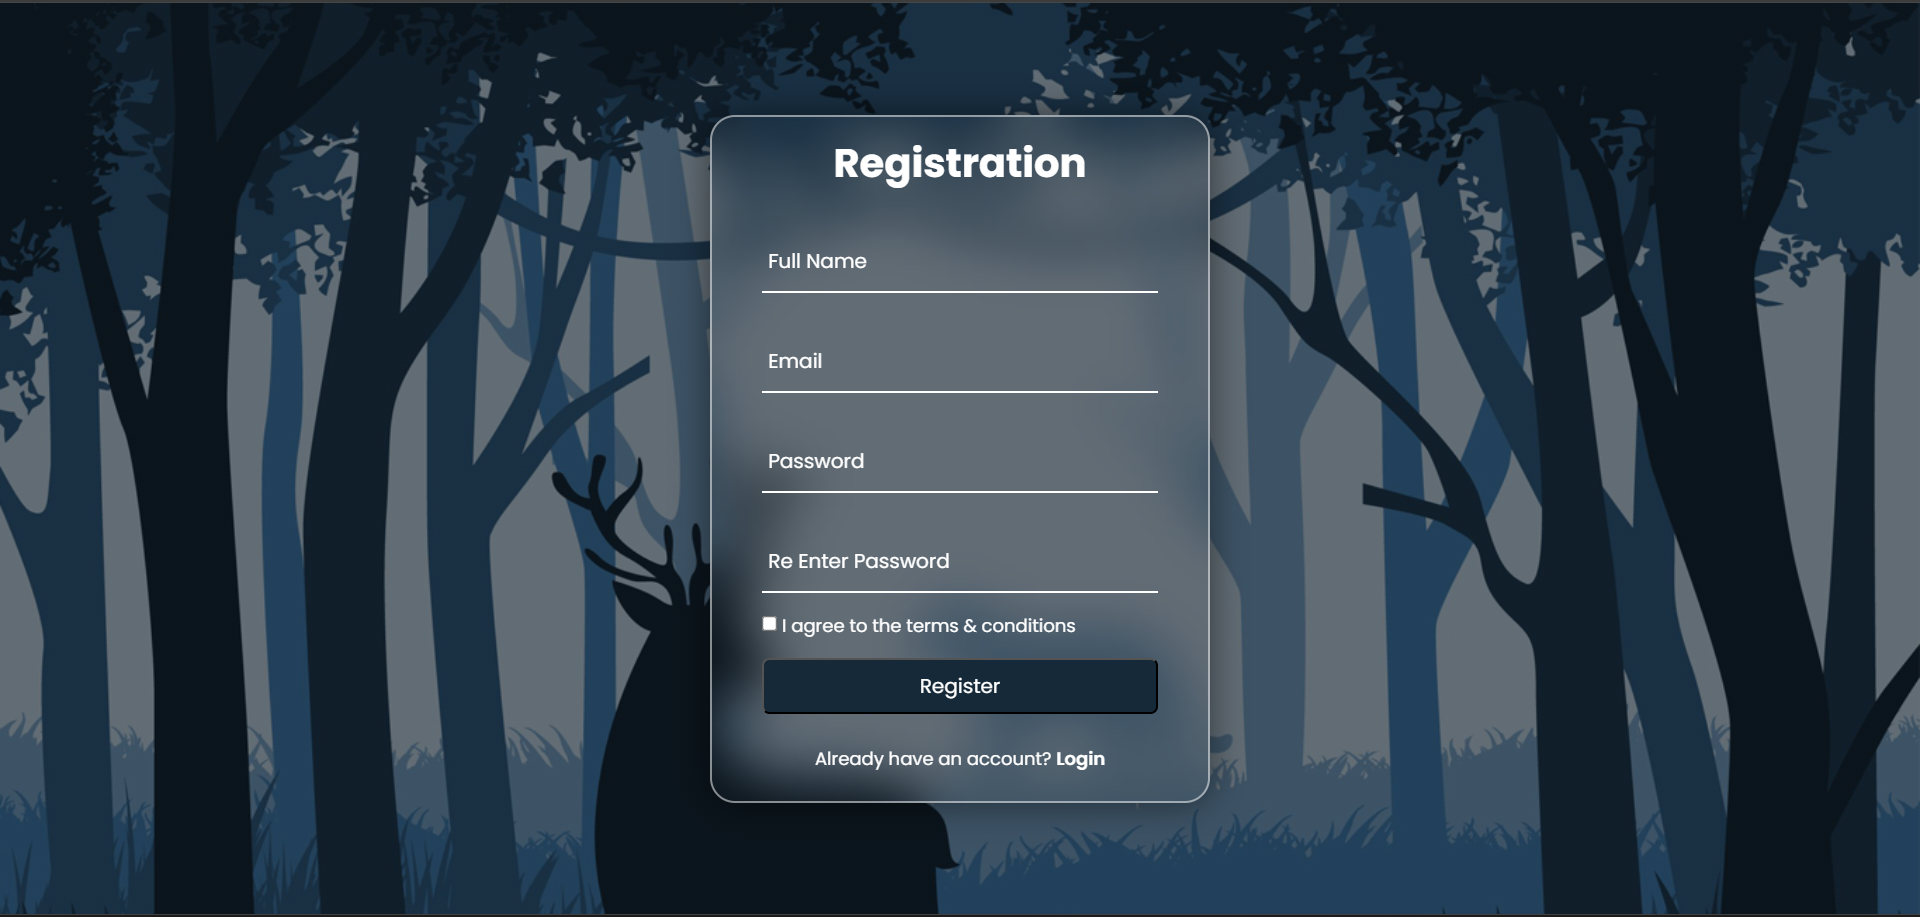 Registration
Full Name
Email
Password
Re Enter Password
I agree to the terms & conditions
Register
Already have an account? Login